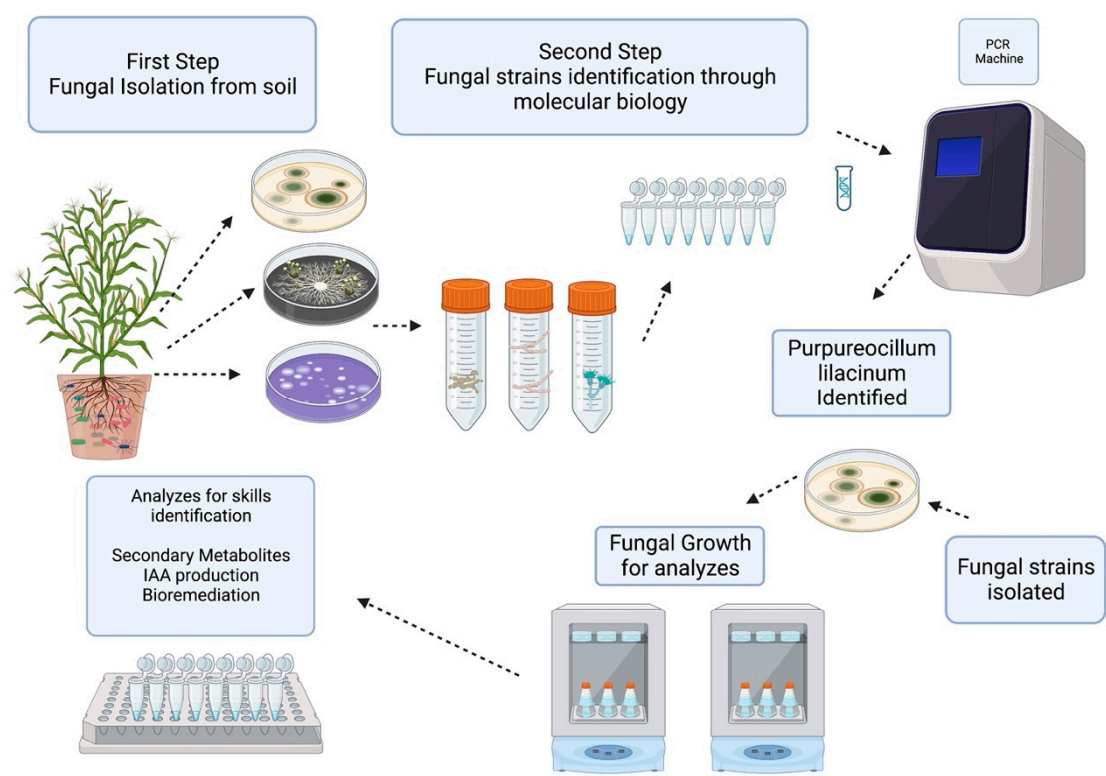 First Step
Fungal Isolation from soil
Second Step
Fungal strains identification through
molecular biology
PCR
Machine
Purpureocillum
lilacinum
Identified
Fungal strains
isolated
Fungal Growth
for analyzes
Analyzes for skills
identification
Secondary Metabolites
IAA production
Bioremediation